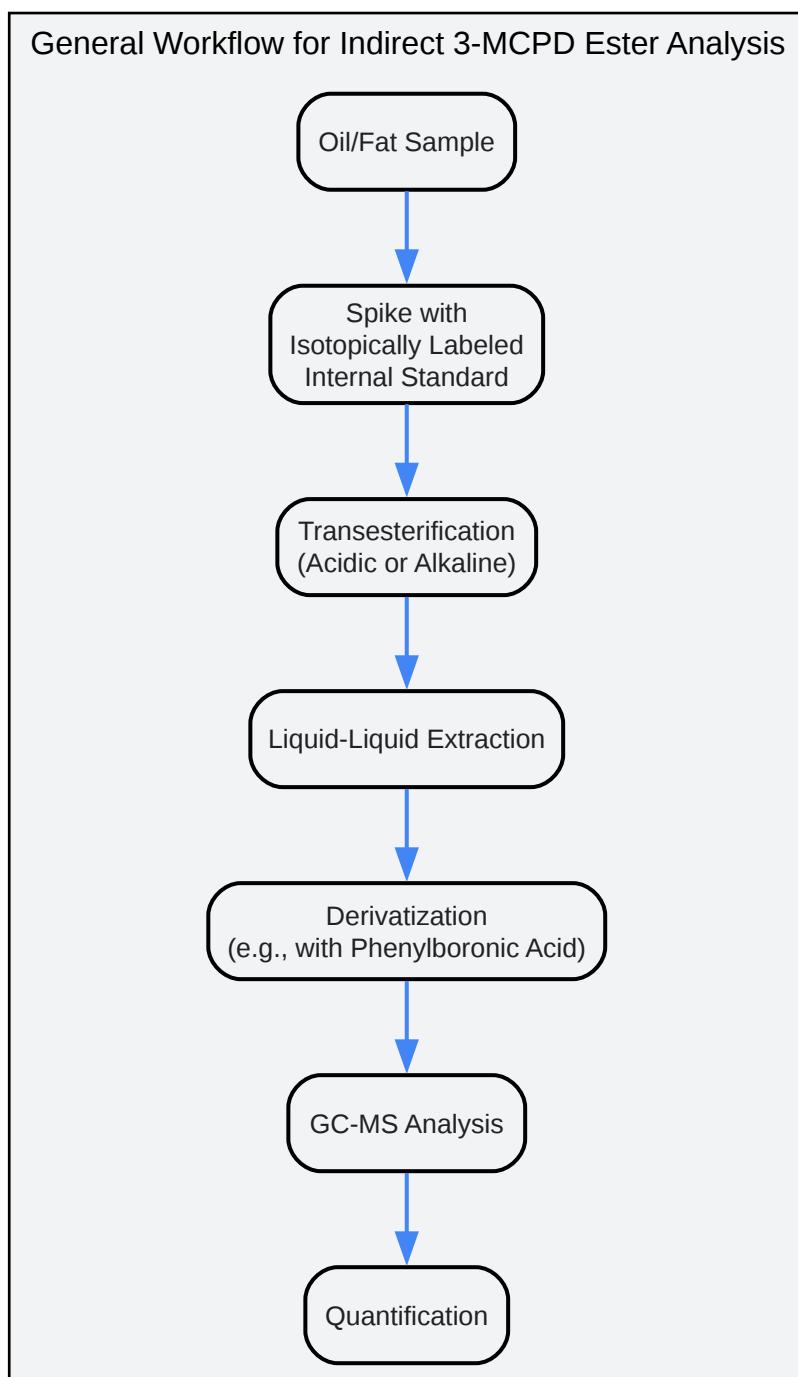 General Workflow for Indirect 3-MCPD Ester Analysis
Oil/Fat Sample
Spike with
Isotopically Labeled
Internal Standard
Transesterification
(Acidic or Alkaline)
Liquid-Liquid Extraction
Derivatization
(e.g., with Phenylboronic Acid)
GC-MS Analysis
Quantification